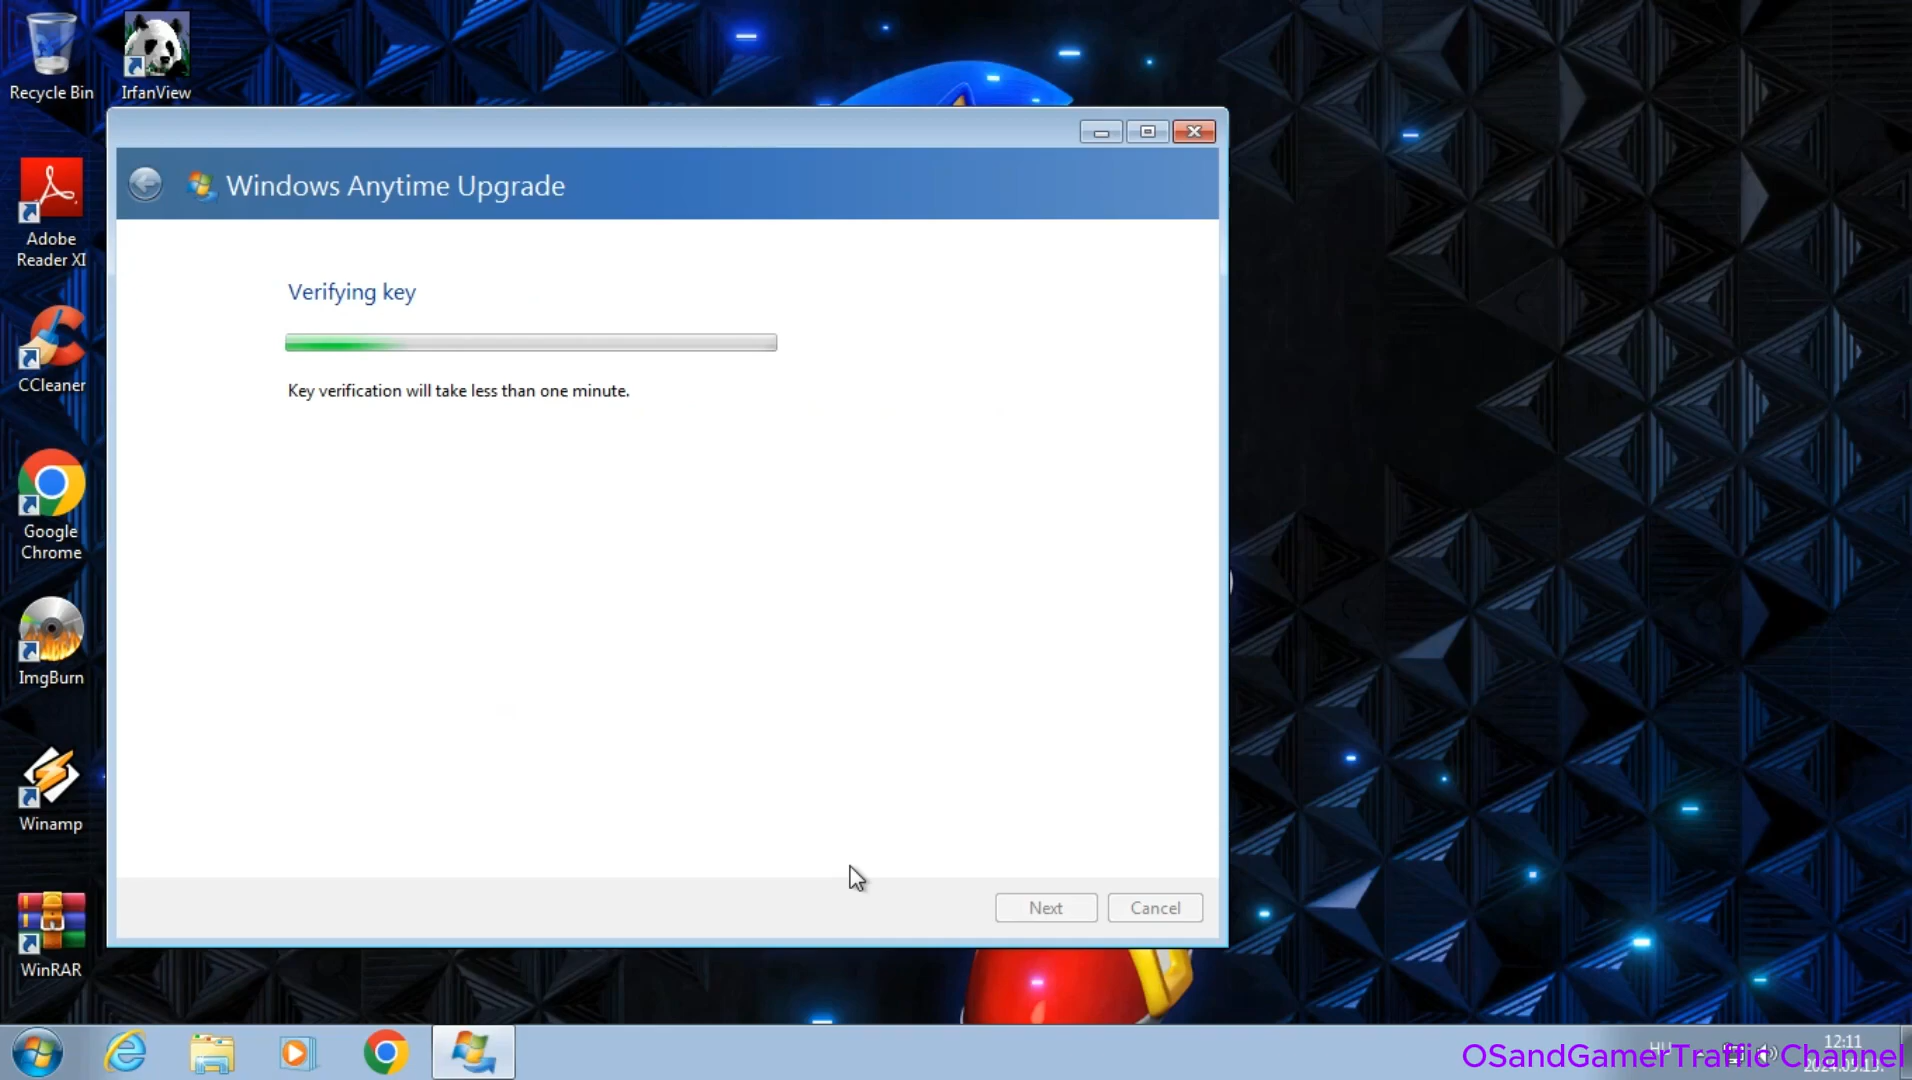 Recycle Bin
IrfanView
Adobe
Reader XI
CCleaner
Google
Chrome
ImgBurn
Winamp
WinRAR
Windows Anytime Upgrade
Verifying key
Key verification will take less than one minute.
Next
Cancel
HU
12:11
OSandGamerTraffic Channel